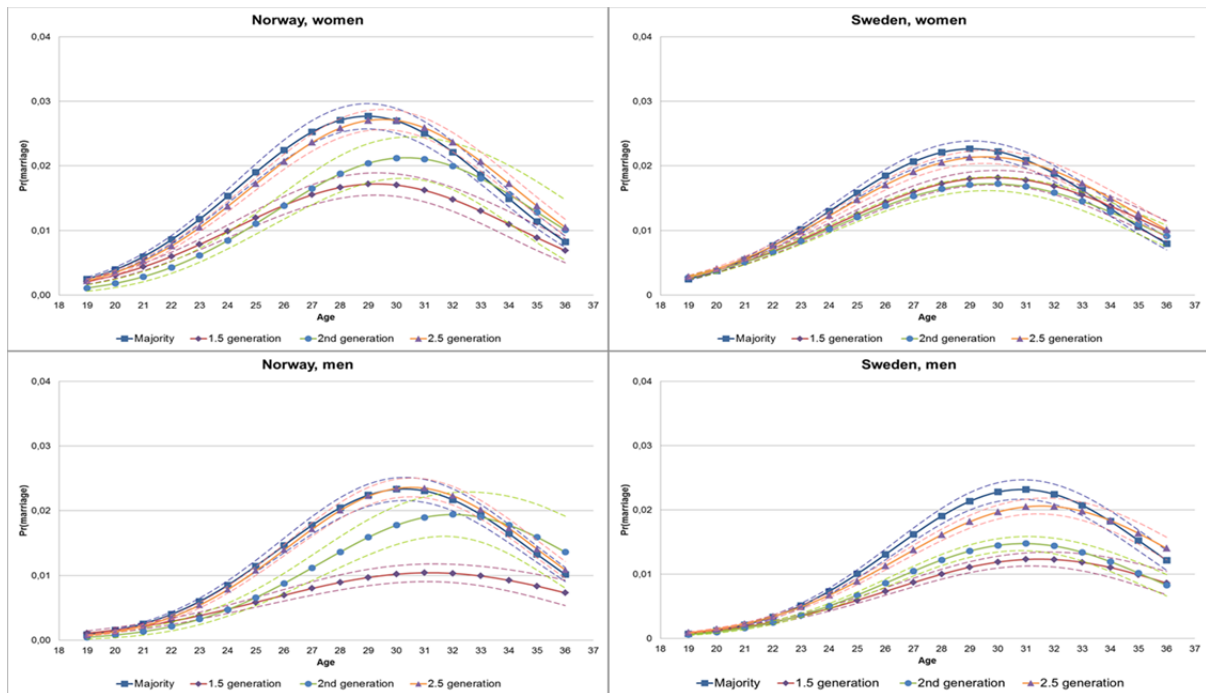 Norway, women
0,04
0,03
0,02
0,01
0,00
Pr(marriage)
18 19 20 21 22 23 24 25 26 27 28 29 30 31 32 33 34 35 36 37
Age
Majority 1.5 generation 2nd generation 2.5 generation
Sweden, women
0,04
0,03
0,02
0,01
0
Pr(marriage)
18 19 20 21 22 23 24 25 26 27 28 29 30 31 32 33 34 35 36 37
Age
Majority 1.5 generation 2nd generation 2.5 generation
Norway, men
0,04
0,03
0,02
0,01
0,00
Pr(marriage)
18 19 20 21 22 23 24 25 26 27 28 29 30 31 32 33 34 35 36 37
Age
Majority 1.5 generation 2nd generation 2.5 generation
Sweden, men
0,04
0,03
0,02
0,01
0
Pr(marriage)
18 19 20 21 22 23 24 25 26 27 28 29 30 31 32 33 34 35 36 37
Age
Majority 1.5 generation 2nd generation 2.5 generation